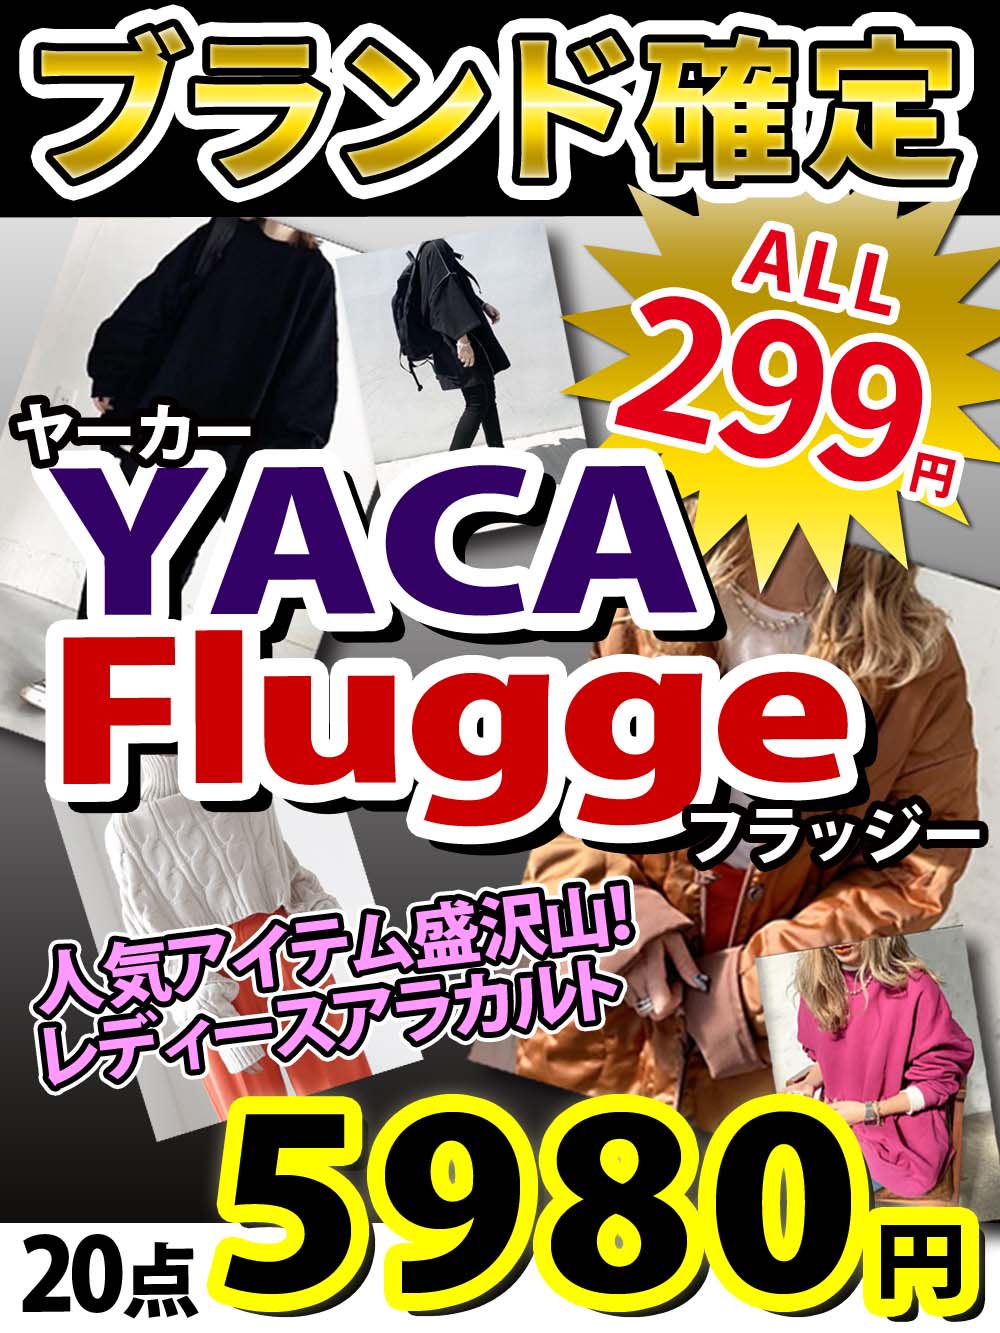 ブランド確定
ALL
299円
ヤーカー
YACA
Flugge
フラッジー
人気アイテム盛沢山!
レディースアラカルト
20点 5980円